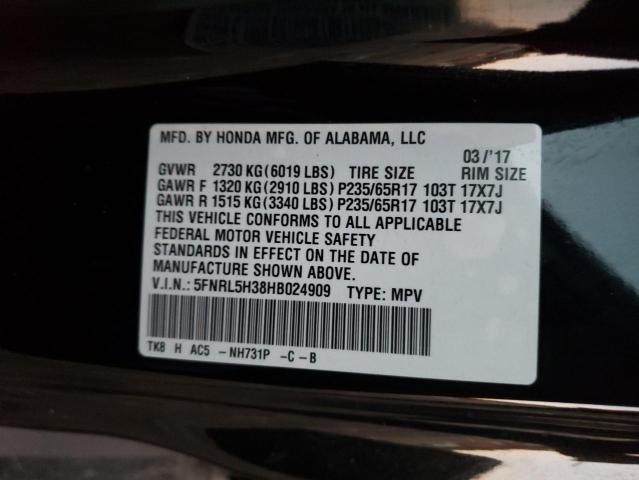 MFD. BY HONDA MFG. OF ALABAMA, LLC
03/'17
GVWR 2730 KG(6019 LBS) TIRE SIZE RIM SIZE
GAWR F 1320 KG(2910 LBS) P235/65R17 103T 17X7J
GAWR R 1515 KG(3340 LBS) P235/65R17 103T 17X7J
THIS VEHICLE CONFORMS TO ALL APPLICABLE
FEDERAL MOTOR VEHICLE SAFETY
STANDARDS IN EFFECT ON THE DATE OF
MANUFACTURE SHOWN ABOVE.
V.I.N.: 5FNRL5H38HB024909 TYPE: MPV
TK8 H AC5 -NH731P -C-B